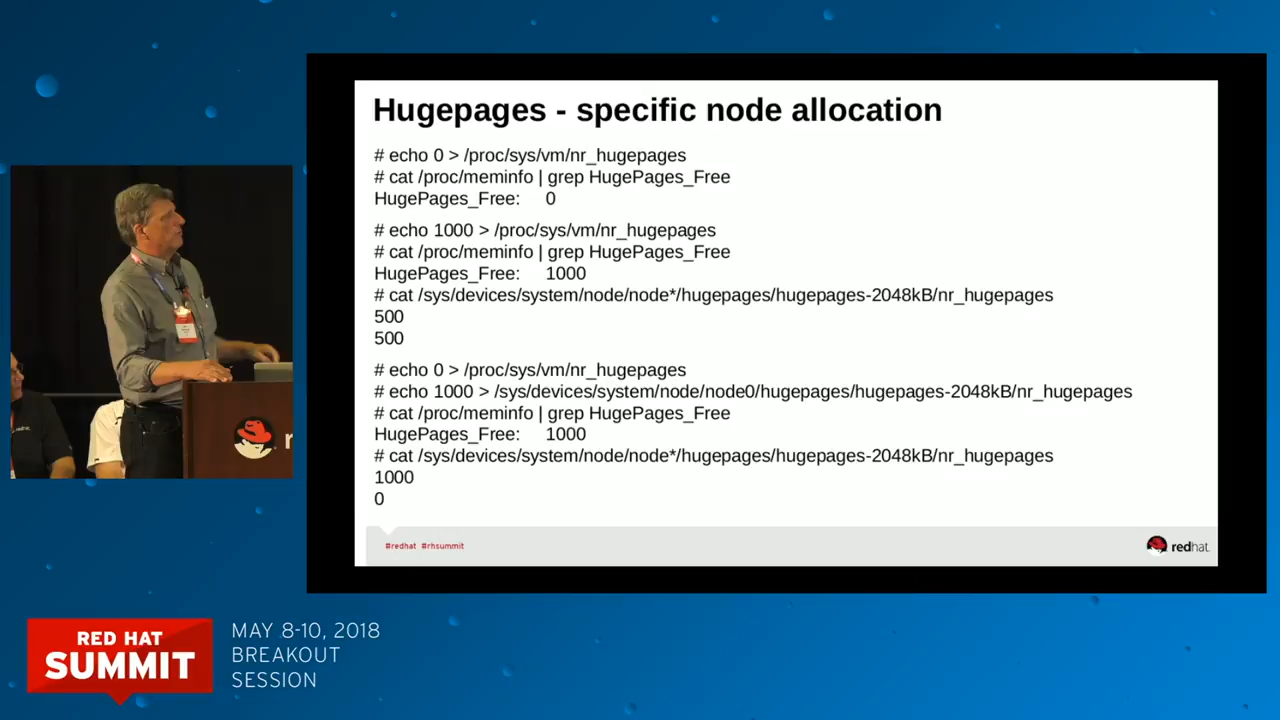 Hugepages - specific node allocation
# echo 0 > /proc/sys/vm/nr_hugepages
# cat /proc/meminfo | grep HugePages_Free
HugePages_Free: 0
# echo 1000 > /proc/sys/vm/nr_hugepages
# cat /proc/meminfo | grep HugePages_Free
HugePages_Free: 1000
# cat /sys/devices/system/node/node*/hugepages/hugepages-2048kB/nr_hugepages
500
500
# echo 0 > /proc/sys/vm/nr_hugepages
# echo 1000 > /sys/devices/system/node/node0/hugepages/hugepages-2048kB/nr_hugepages
# cat /proc/meminfo | grep HugePages_Free
HugePages_Free: 1000
# cat /sys/devices/system/node/node*/hugepages/hugepages-2048kB/nr_hugepages
1000
0
#redhat #rhsummit
redhat.
r
RED HAT
SUMMIT
MAY 8-10, 2018
BREAKOUT
SESSION